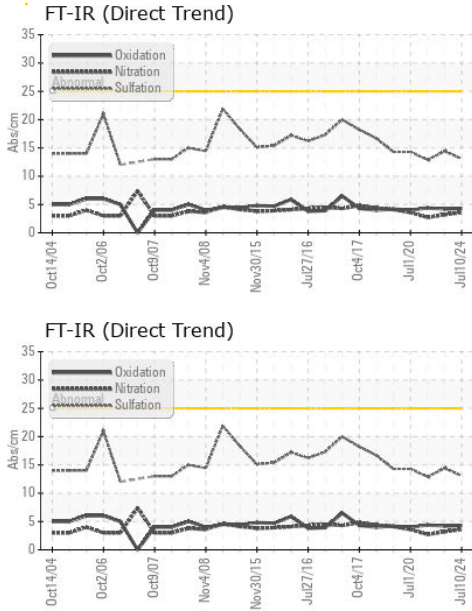 FT-IR (Direct Trend)
35
30
25
20
15
10
5
0
Abs/cm
Oxidation
Nitration
Sulfation
Abnormal
Oct14/04
Oct2/06
Oct9/07
Nov4/08
Nov30/15
Jul27/16
Oct4/17
Jul1/20
Jul10/24
FT-IR (Direct Trend)
35
30
25
20
15
10
5
0
Abs/cm
Oxidation
Nitration
Sulfation
Abnormal
Oct14/04
Oct2/06
Oct9/07
Nov4/08
Nov30/15
Jul27/16
Oct4/17
Jul1/20
Jul10/24